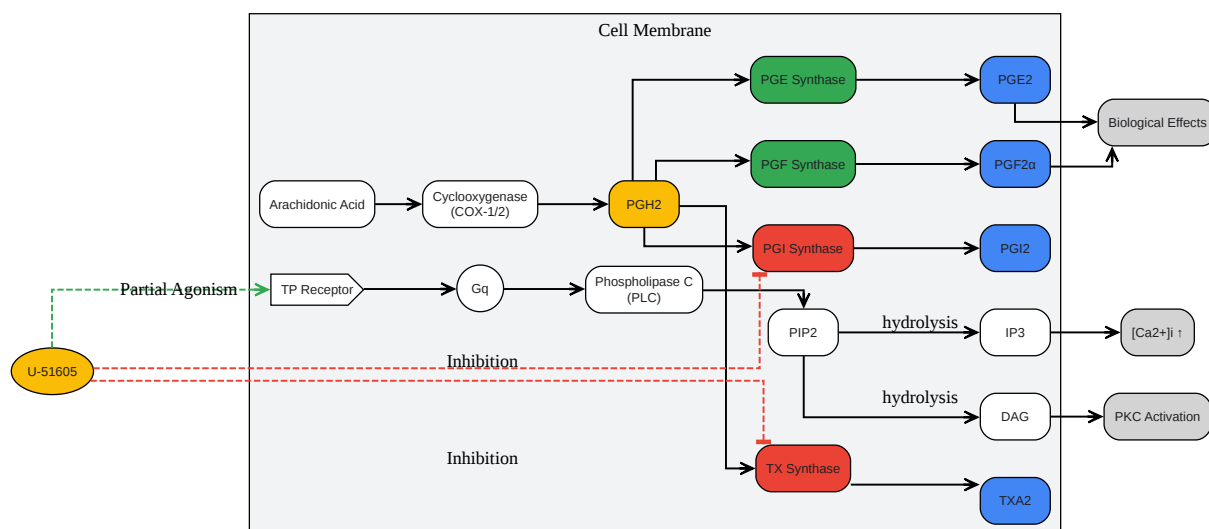 Cell Membrane
PGE Synthase
PGE2
Biological Effects
PGF Synthase
PGF2α
Arachidonic Acid
Cyclooxygenase
(COX-1/2)
PGH2
PGI Synthase
PGI2
Partial Agonism
TP Receptor
Gq
Phospholipase C
(PLC)
PIP2
hydrolysis
IP3
[Ca2+]i ↑
U-51605
Inhibition
hydrolysis
DAG
PKC Activation
Inhibition
TX Synthase
TXA2